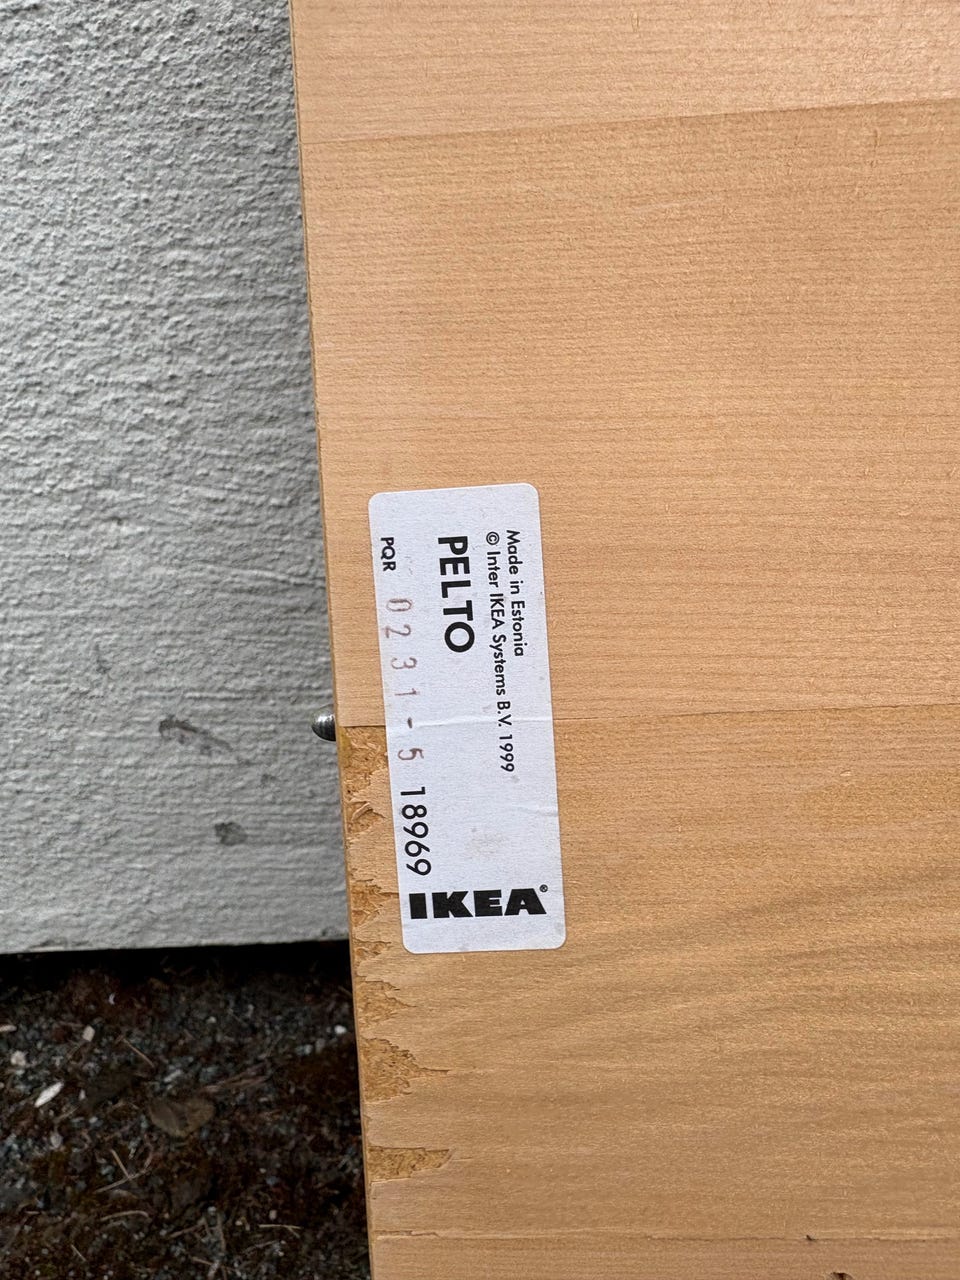 Made in Estonia
© Inter IKEA Systems B.V. 1999
PELTO
PQR 0231-5 18969
IKEA®